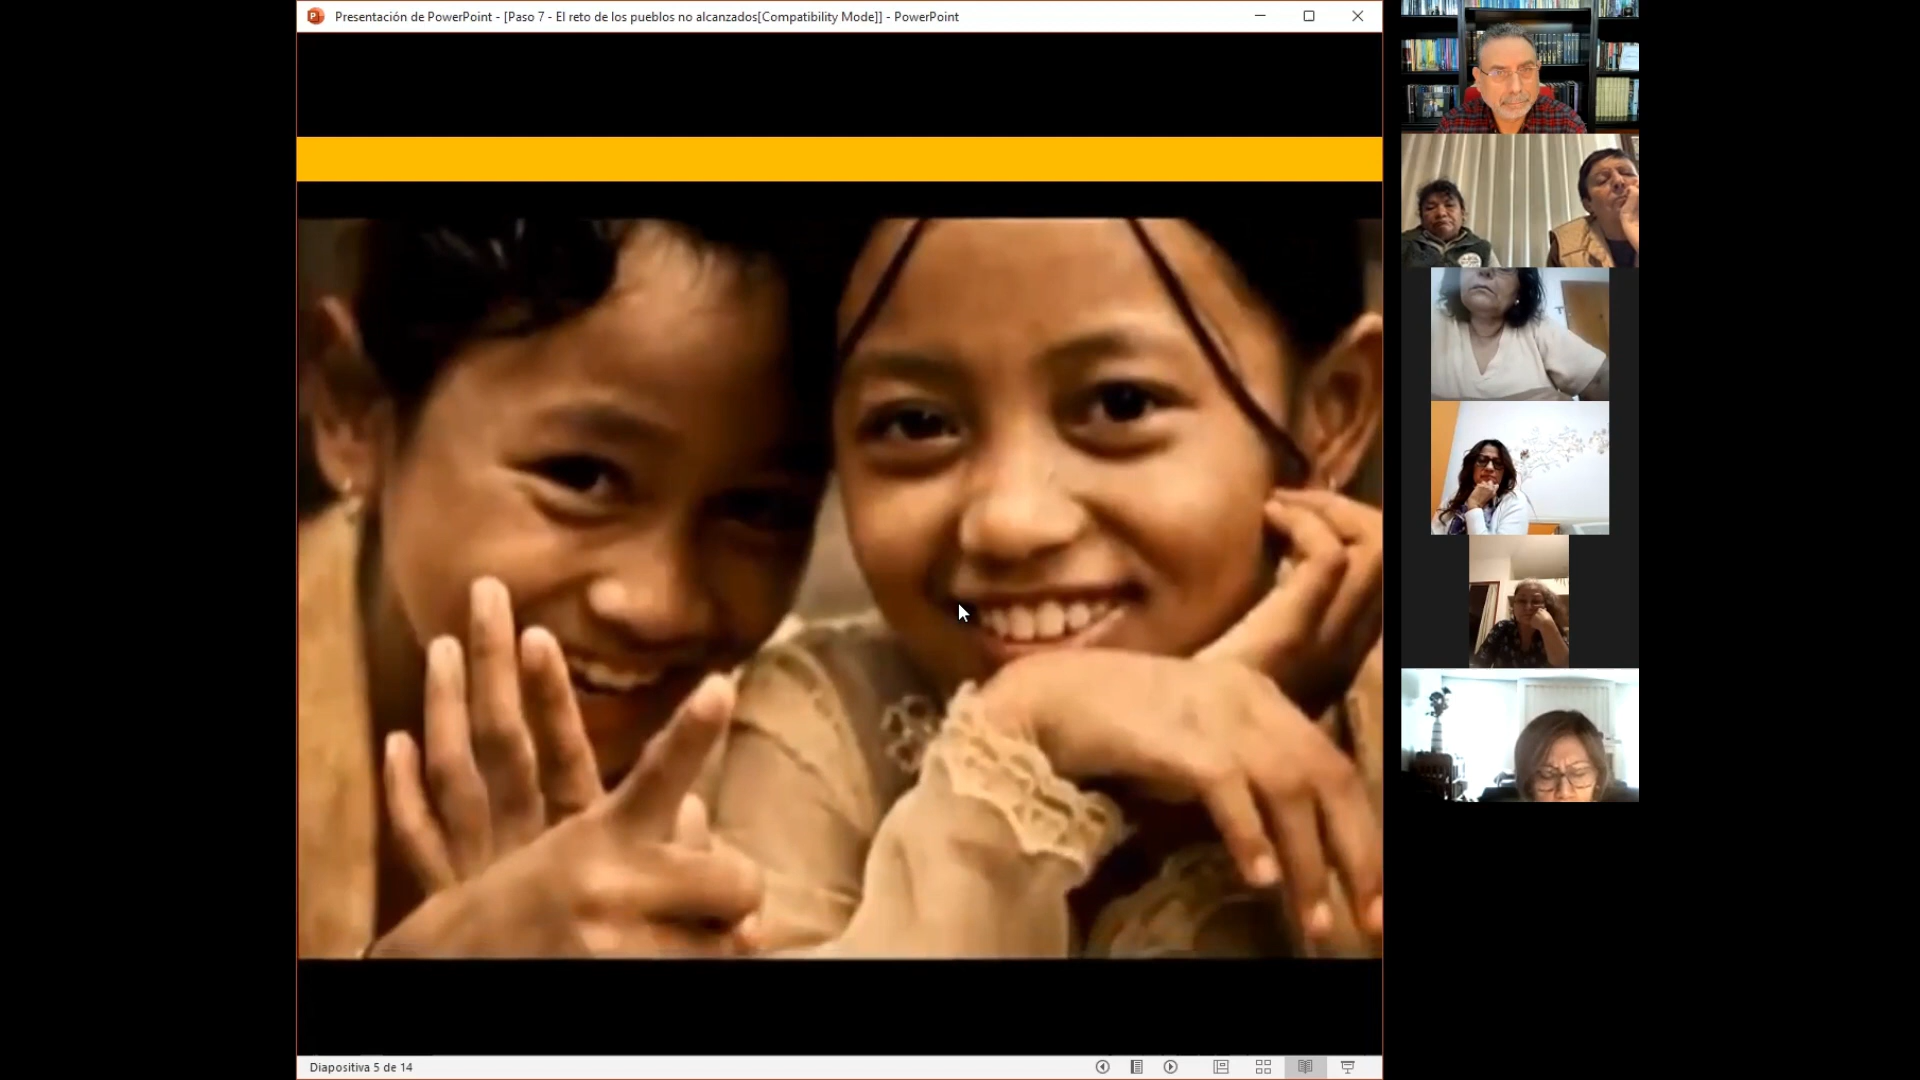 Presentación de PowerPoint - [Paso 7 - El reto de los pueblos no alcanzados[Compatibility Mode]] - PowerPoint
Diapositiva 5 de 14